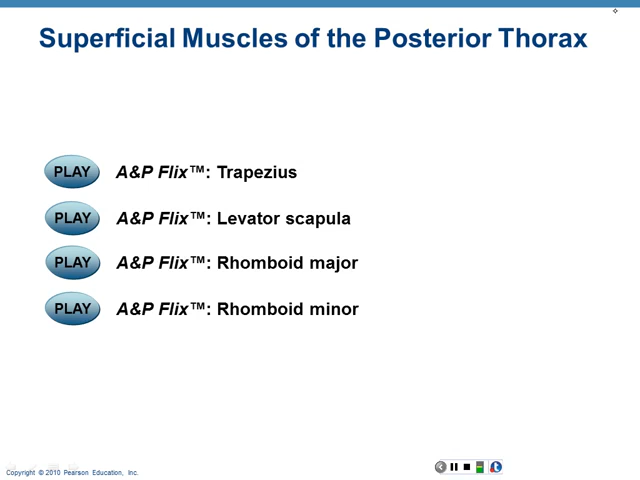 Superficial Muscles of the Posterior Thorax
PLAY A&P Flix™: Trapezius
PLAY A&P Flix™: Levator scapula
PLAY A&P Flix™: Rhomboid major
PLAY A&P Flix™: Rhomboid minor
Copyright © 2010 Pearson Education, Inc.